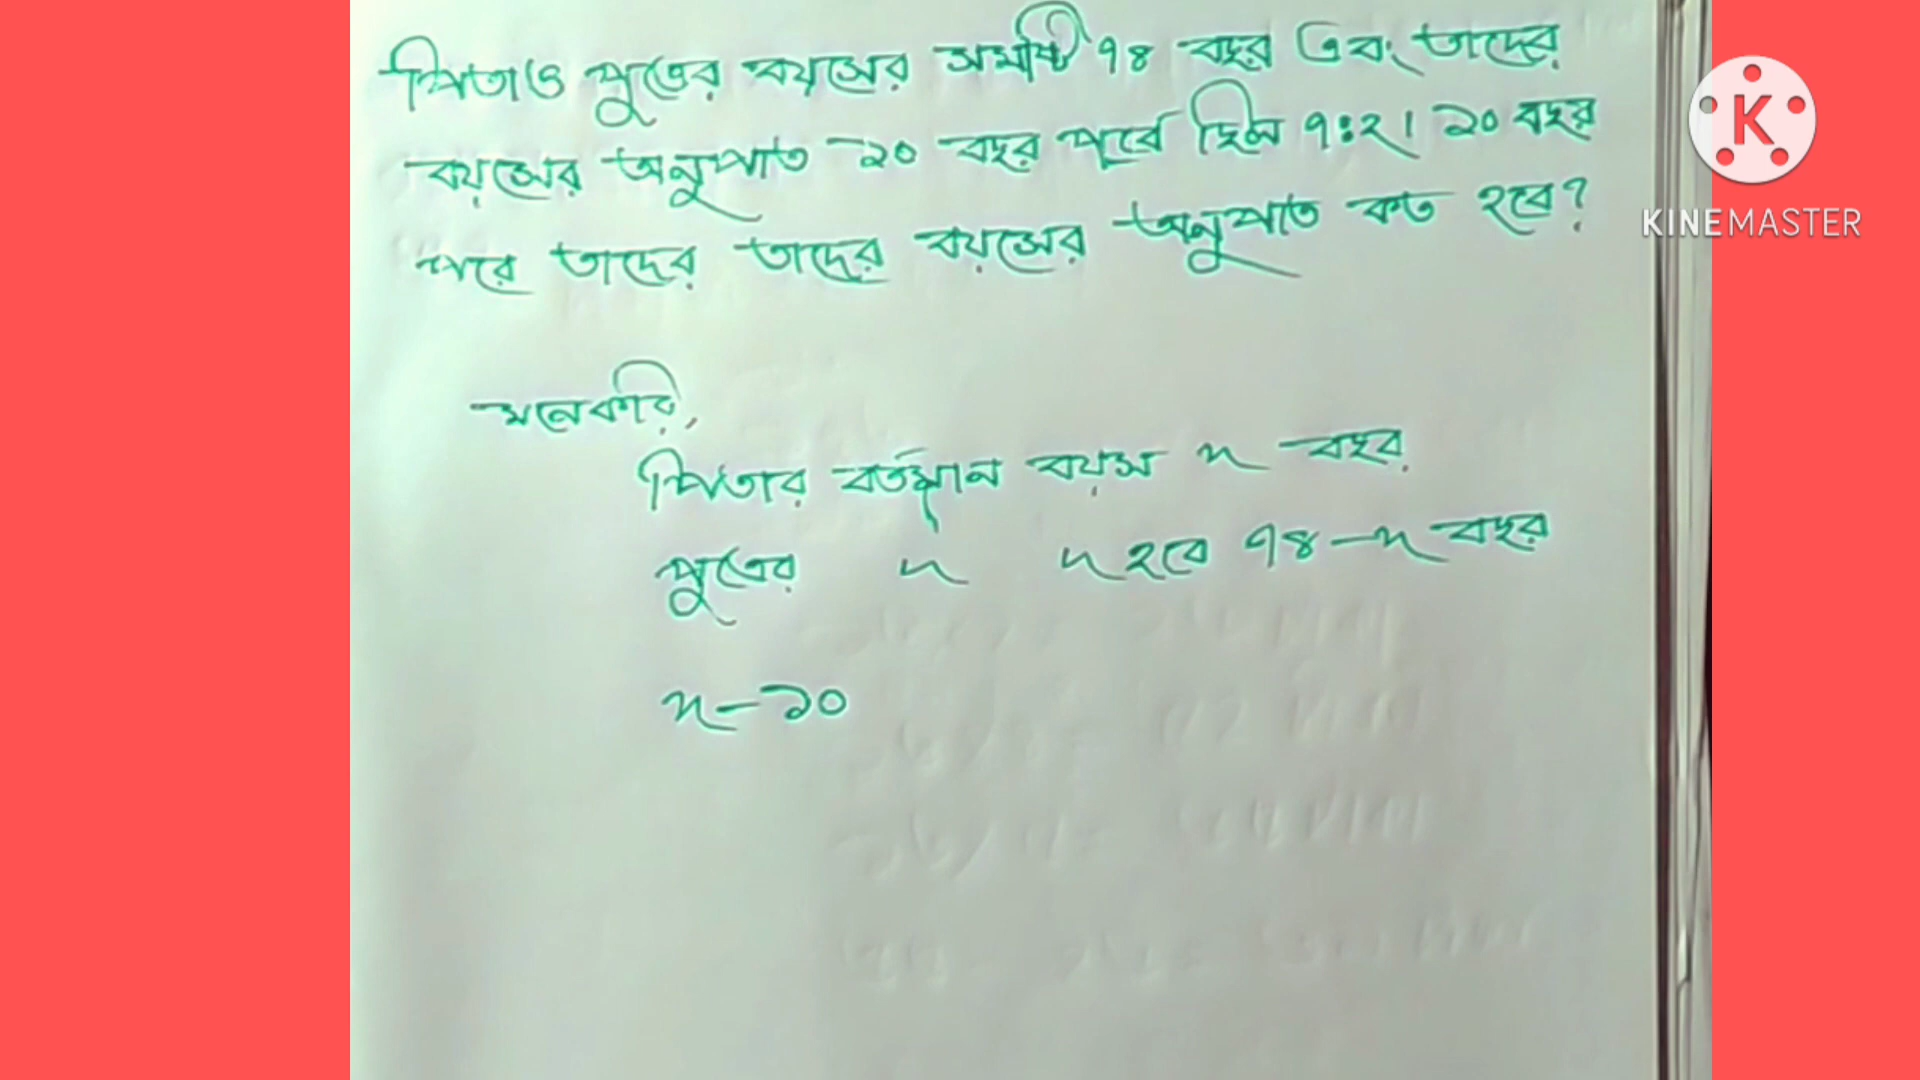 পিতা ও পুত্রের বয়সের সমষ্টি ৭৪ বছর এবং তাদের
বয়সের অনুপাত ১০ বছর পূর্বে ছিল ৭:২। ১০ বছর
পরে তাদের তাদের বয়সের অনুপাত কত হবে?
মনেকরি,
পিতার বর্তমান বয়স x বছর
পুত্রের " " হবে ৭৪-x বছর
x-১০
KINEMASTER